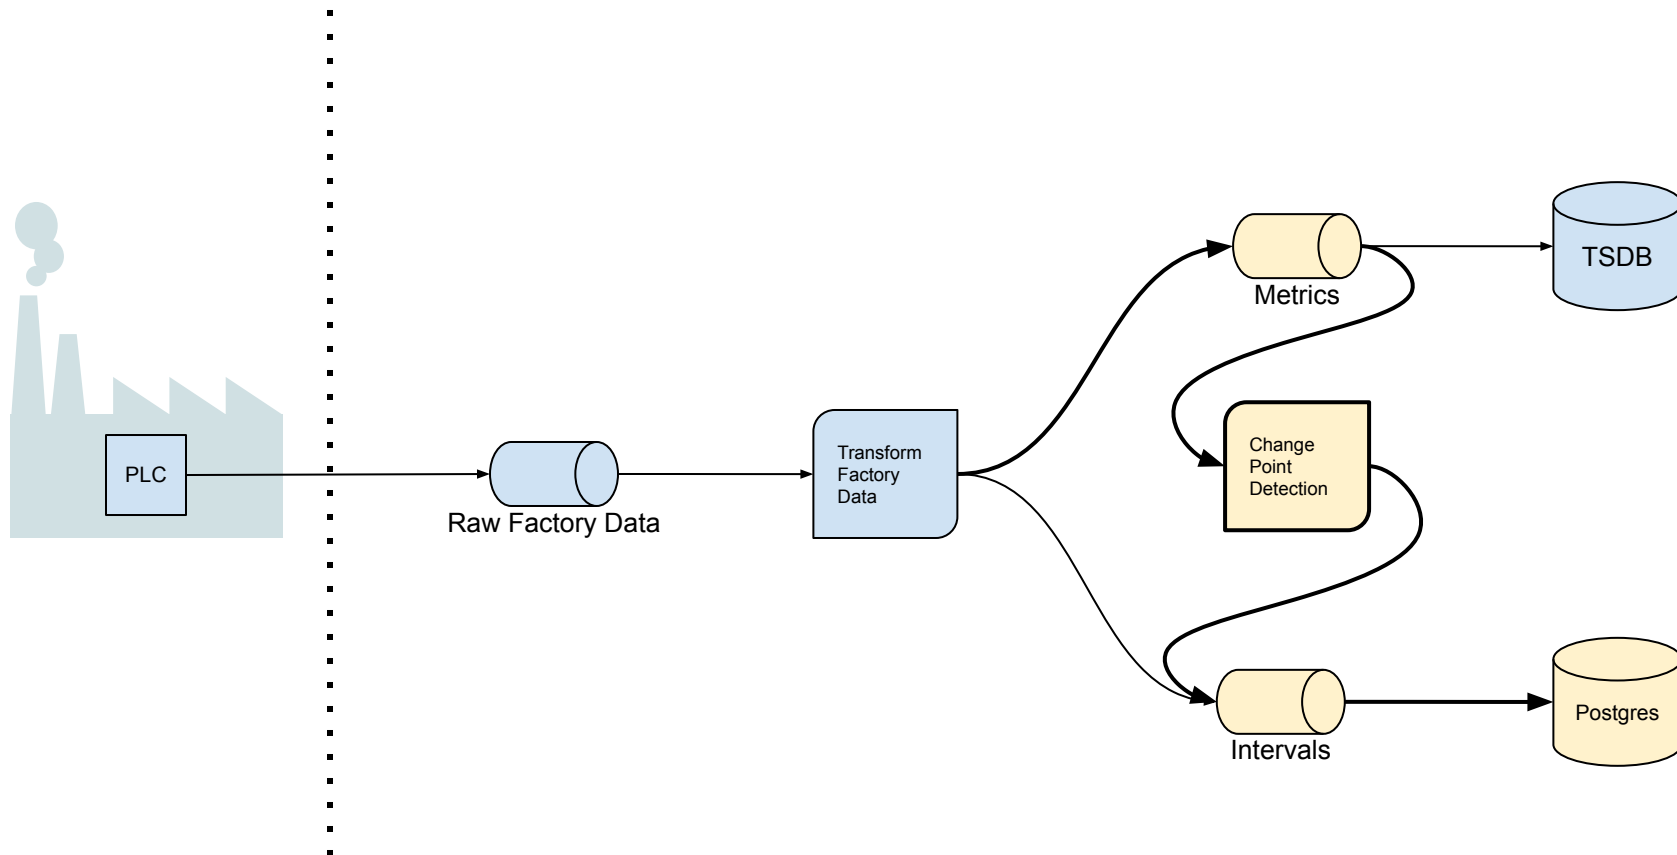 PLC
Raw Factory Data
Transform
Factory
Data
Metrics
TSDB
Change
Point
Detection
Intervals
Postgres